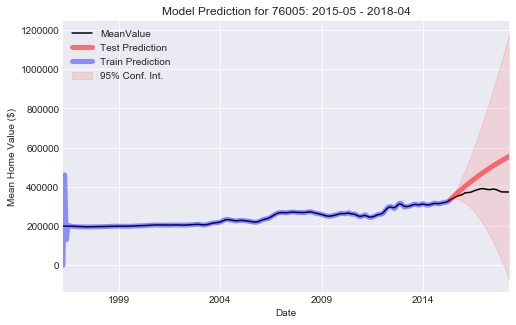 Model Prediction for 76005: 2015-05 - 2018-04
MeanValue
Test Prediction
Train Prediction
95% Conf. Int.
Mean Home Value ($)
1200000
1000000
800000
600000
400000
200000
0
1999
2004
2009
2014
Date